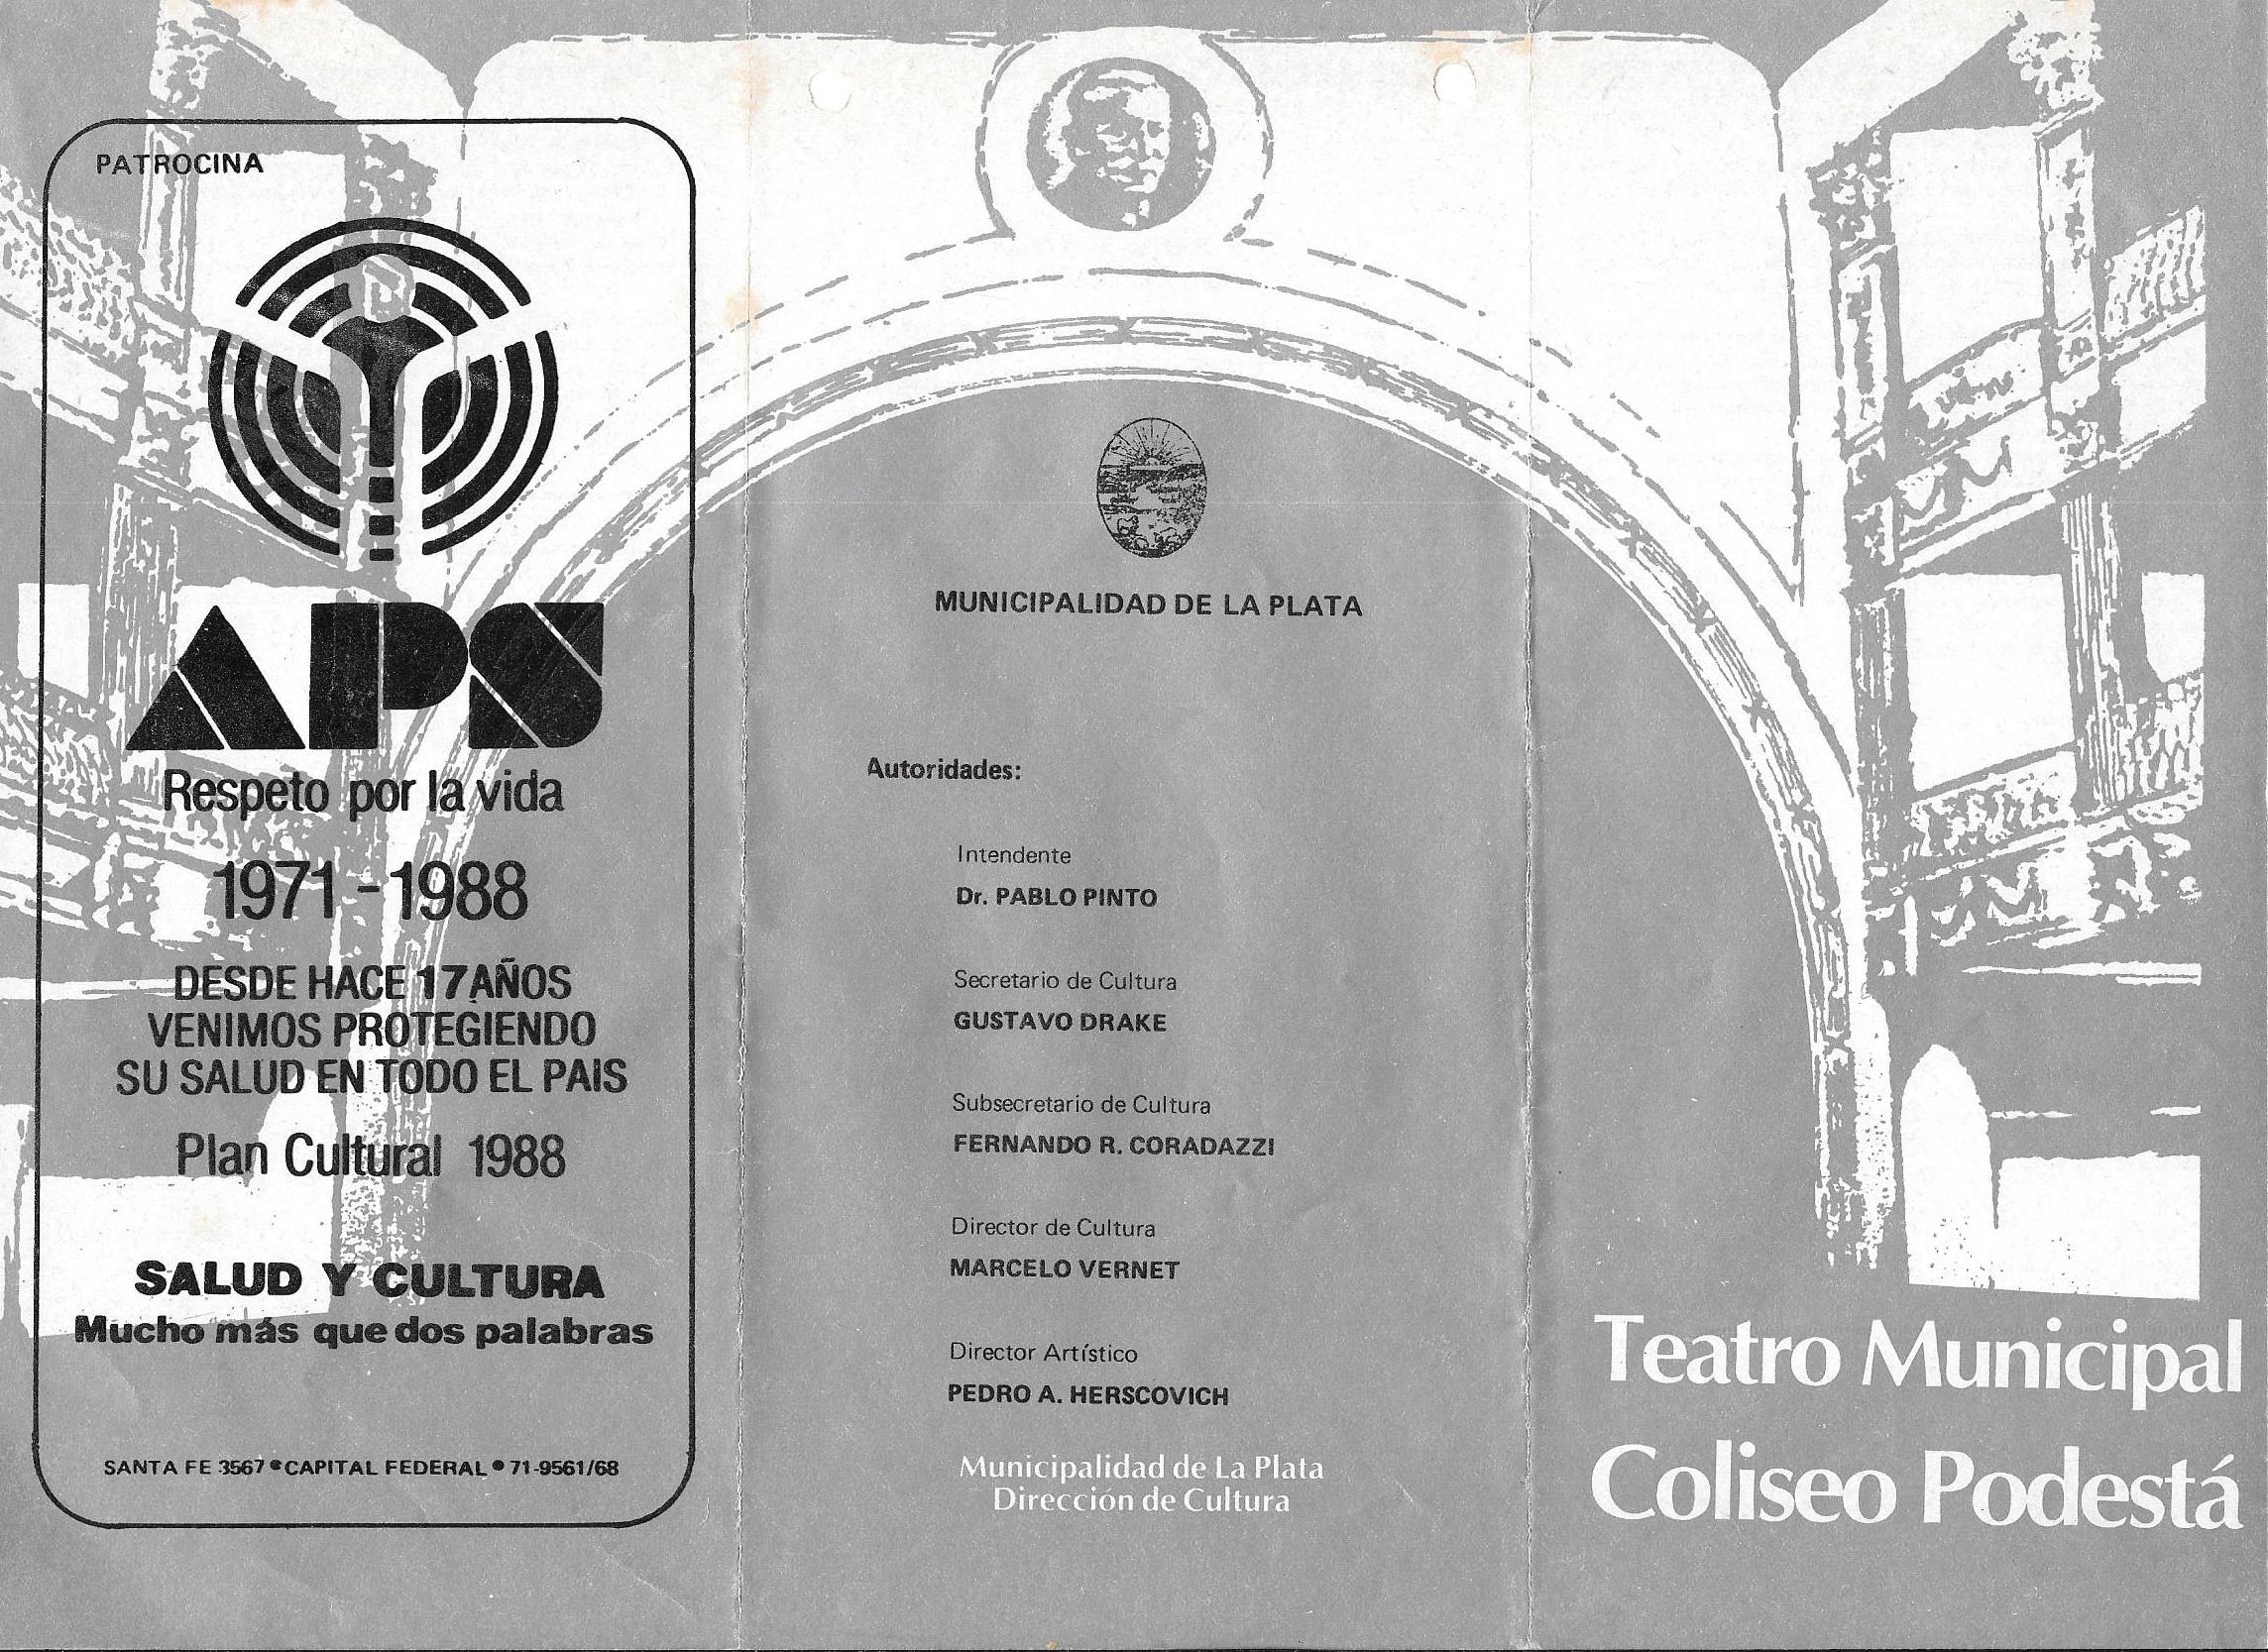 PATROCINA
APS
Respeto por la vida
1971-1988
DESDE HACE 17 AÑOS
VENIMOS PROTEGIENDO
SU SALUD EN TODO EL PAIS
Plan Cultural 1988
SALUD Y CULTURA
Mucho más que dos palabras
SANTA FE 3567 • CAPITAL FEDERAL • 71-9561/68
MUNICIPALIDAD DE LA PLATA
Autoridades:
Intendente
Dr. PABLO PINTO
Secretario de Cultura
GUSTAVO DRAKE
Subsecretario de Cultura
FERNANDO R. CORADAZZI
Director de Cultura
MARCELO VERNET
Director Artístico
PEDRO A. HERSCOVICH
Municipalidad de La Plata
Dirección de Cultura
Teatro Municipal
Coliseo Podestá